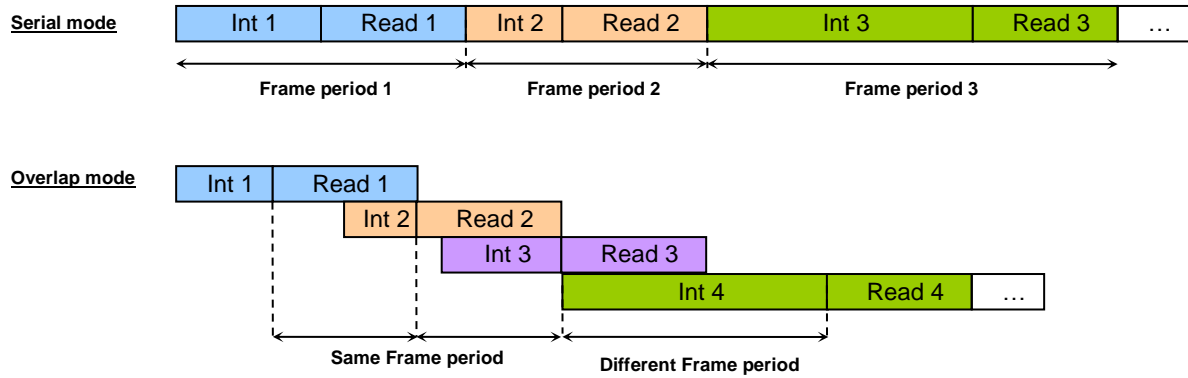 Serial mode Int 1 Read 1 Int 2 Read 2 Int 3 Read 3 …
Frame period 1 Frame period 2 Frame period 3
Overlap mode Int 1 Read 1
Int 2 Read 2
Int 3 Read 3
Int 4 Read 4 …
Same Frame period Different Frame period